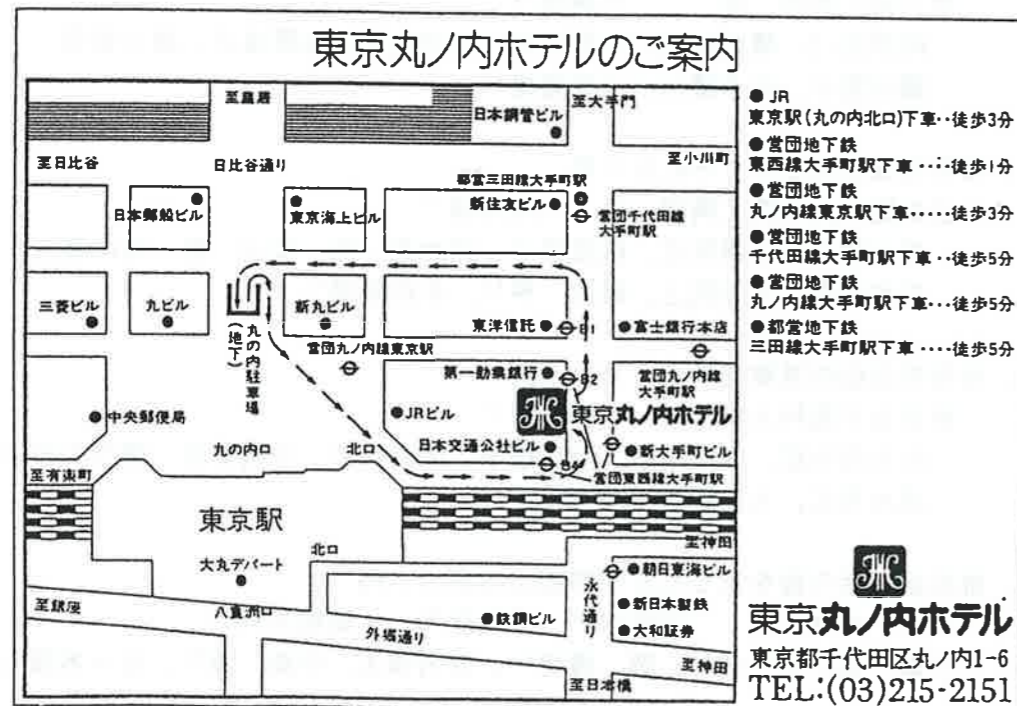 東京丸ノ内ホテルのご案内
至皇居
至大手門
日本鋼管ビル
至日比谷
日比谷通り
至小川町
都営三田線大手町駅
日本郵船ビル
東京海上ビル
新住友ビル
営団千代田線
大手町駅
三菱ビル
丸ビル
新丸ビル
東洋信託
B1
富士銀行本店
丸の内駐車場
(地下)
営団丸ノ内線東京駅
第一勧業銀行
B2
営団丸ノ内線
大手町駅
東京丸ノ内ホテル
中央郵便局
JRビル
日本交通公社ビル
新大手町ビル
丸の内口
北口
営団東西線大手町駅
至有楽町
東京駅
至神田
大丸デパート
北口
朝日東海ビル
至銀座
八重洲口
永代通り
新日本製鉄
鉄鋼ビル
外堀通り
大和証券
至神田
至日本橋
●JR
東京駅(丸の内北口)下車‥徒歩3分
●営団地下鉄
東西線大手町駅下車‥‥徒歩1分
●営団地下鉄
丸ノ内線東京駅下車‥‥徒歩3分
●営団地下鉄
千代田線大手町駅下車‥徒歩5分
●営団地下鉄
丸ノ内線大手町駅下車‥徒歩5分
●都営地下鉄
三田線大手町駅下車‥‥徒歩5分
東京丸ノ内ホテル
東京都千代田区丸ノ内1-6
TEL:(03)215-2151